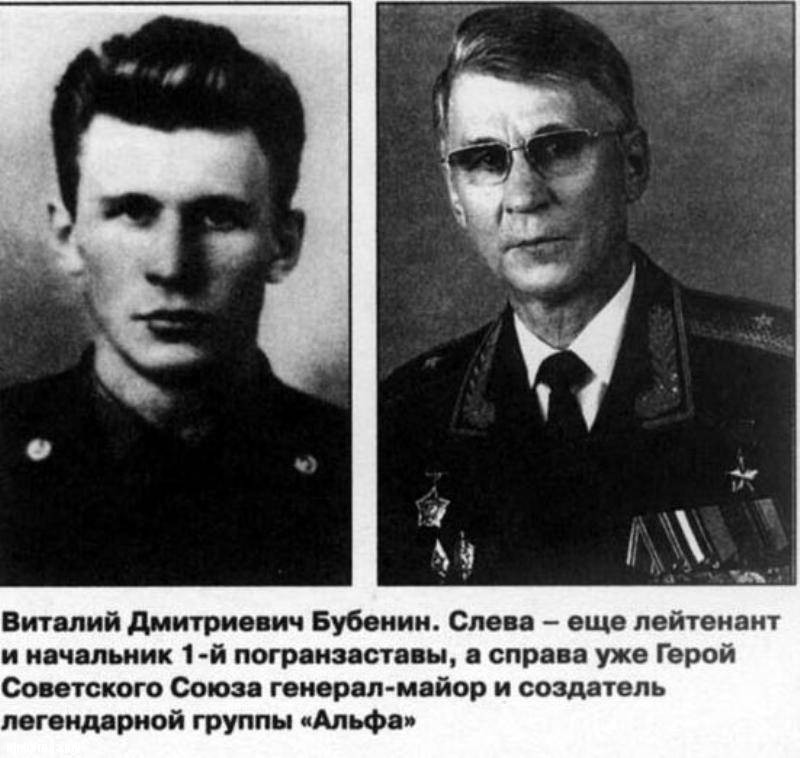 Виталий Дмитриевич Бубенин. Слева – еще лейтенант
и начальник 1-й погранзаставы, а справа уже Герой
Советского Союза генерал-майор и создатель
легендарной группы «Альфа»